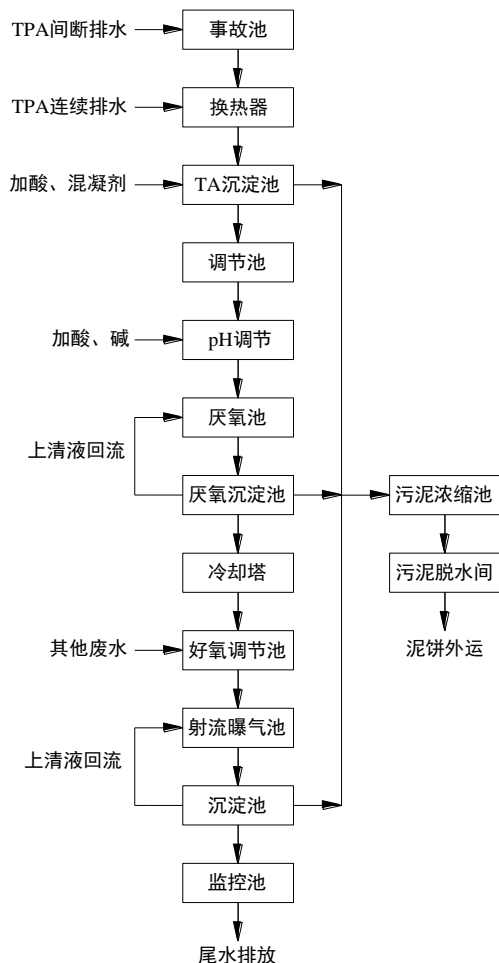 TPA间断排水
事故池
TPA连续排水
换热器
加酸、混凝剂
TA沉淀池
调节池
加酸、碱
pH调节
厌氧池
上清液回流
厌氧沉淀池
污泥浓缩池
冷却塔
污泥脱水间
其他废水
好氧调节池
泥饼外运
射流曝气池
上清液回流
沉淀池
监控池
尾水排放